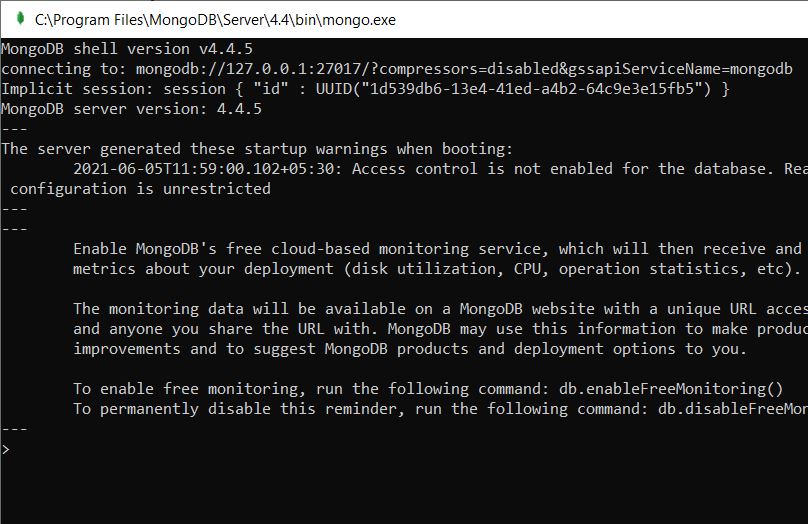 C:\Program Files\MongoDB\Server\4.4\bin\mongo.exe
MongoDB shell version v4.4.5
connecting to: mongodb://127.0.0.1:27017/?compressors=disabled&gssapiServiceName=mongodb
Implicit session: session { "id" : UUID("1d539db6-13e4-41ed-a4b2-64c9e3e15fb5") }
MongoDB server version: 4.4.5
---
The server generated these startup warnings when booting:
2021-06-05T11:59:00.102+05:30: Access control is not enabled for the database. Rea
configuration is unrestricted
---
---
Enable MongoDB's free cloud-based monitoring service, which will then receive and
metrics about your deployment (disk utilization, CPU, operation statistics, etc).
The monitoring data will be available on a MongoDB website with a unique URL acces
and anyone you share the URL with. MongoDB may use this information to make produc
improvements and to suggest MongoDB products and deployment options to you.
To enable free monitoring, run the following command: db.enableFreeMonitoring()
To permanently disable this reminder, run the following command: db.disableFreeMon
---
>